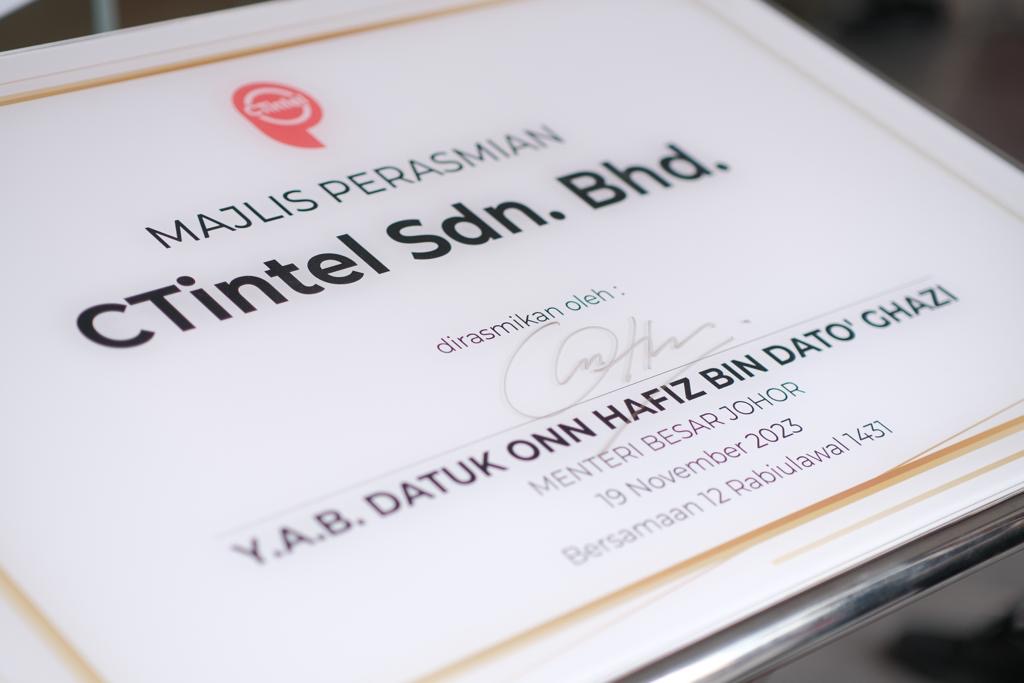 CTintel
MAJLIS PERASMIAN
CTintel Sdn. Bhd.
dirasmikan oleh :
Y.A.B. DATUK ONN HAFIZ BIN DATO' GHAZI
MENTERI BESAR JOHOR
19 November 2023
Bersamaan 12 Rabiulawal 1431